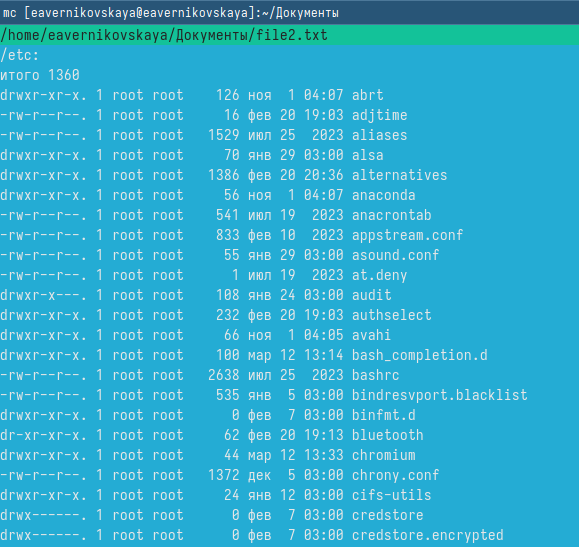 mc [eavernikovskaya@eavernikovskaya]:~/Документы
/home/eavernikovskaya/Документы/file2.txt
/etc:
итого 1360
drwxr-xr-x. 1 root root    126 ноя  1 04:07 abrt
-rw-r--r--. 1 root root     16 фев 20 19:03 adjtime
-rw-r--r--. 1 root root   1529 июл 25  2023 aliases
drwxr-xr-x. 1 root root     70 янв 29 03:00 alsa
drwxr-xr-x. 1 root root   1386 фев 20 20:36 alternatives
drwxr-xr-x. 1 root root     56 ноя  1 04:07 anaconda
-rw-r--r--. 1 root root    541 июл 19  2023 anacrontab
-rw-r--r--. 1 root root    833 фев 10  2023 appstream.conf
-rw-r--r--. 1 root root     55 янв 29 03:00 asound.conf
-rw-r--r--. 1 root root      1 июл 19  2023 at.deny
drwxr-x---. 1 root root    108 янв 24 03:00 audit
drwxr-xr-x. 1 root root    232 фев 20 19:03 authselect
drwxr-xr-x. 1 root root     66 ноя  1 04:05 avahi
drwxr-xr-x. 1 root root    100 мар 12 13:14 bash_completion.d
-rw-r--r--. 1 root root   2638 июл 25  2023 bashrc
-rw-r--r--. 1 root root    535 янв  5 03:00 bindresvport.blacklist
drwxr-xr-x. 1 root root      0 фев  7 03:00 binfmt.d
dr-xr-xr-x. 1 root root     62 фев 20 19:13 bluetooth
drwxr-xr-x. 1 root root     44 мар 12 13:33 chromium
-rw-r--r--. 1 root root   1372 дек  5 03:00 chrony.conf
drwxr-xr-x. 1 root root     24 янв 12 03:00 cifs-utils
drwx------. 1 root root      0 фев  7 03:00 credstore
drwx------. 1 root root      0 фев  7 03:00 credstore.encrypted